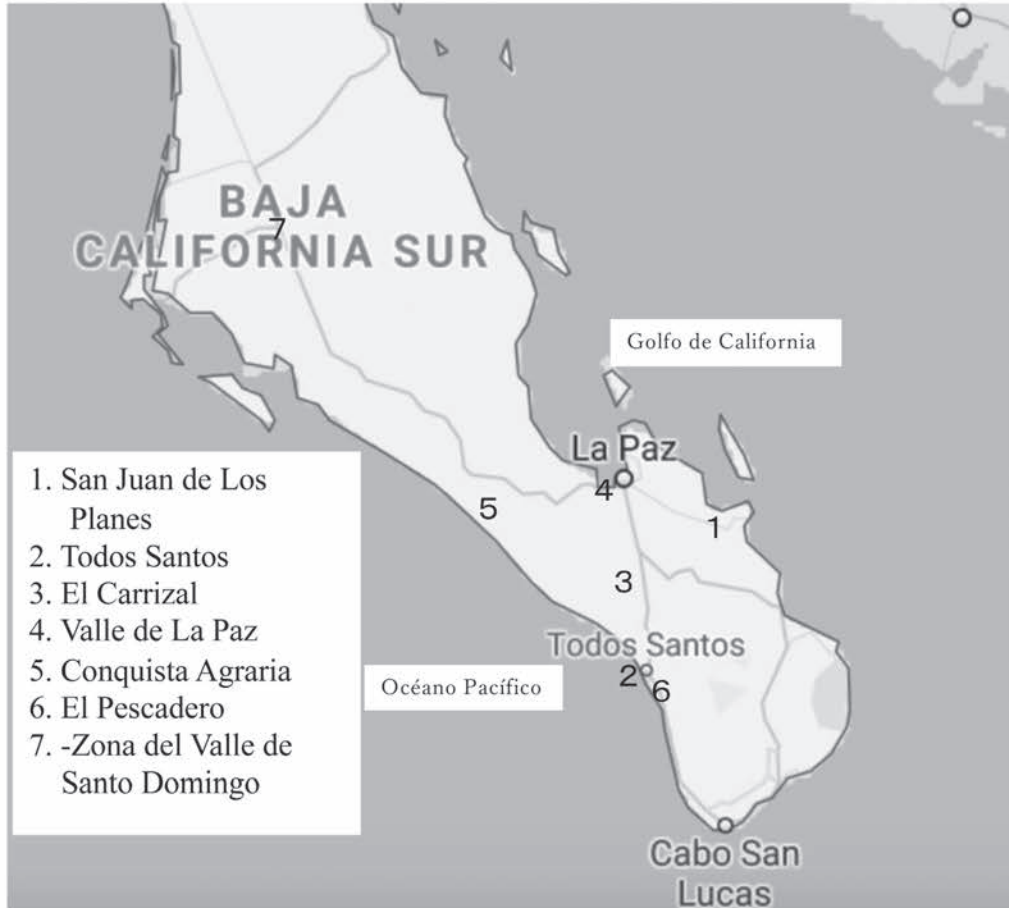 BAJA
7
CALIFORNIA SUR
Golfo de California
La Paz
4
5
1
3
Todos Santos
2
6
Océano Pacífico
Cabo San
Lucas
1. San Juan de Los
Planes
2. Todos Santos
3. El Carrizal
4. Valle de La Paz
5. Conquista Agraria
6. El Pescadero
7. -Zona del Valle de
Santo Domingo